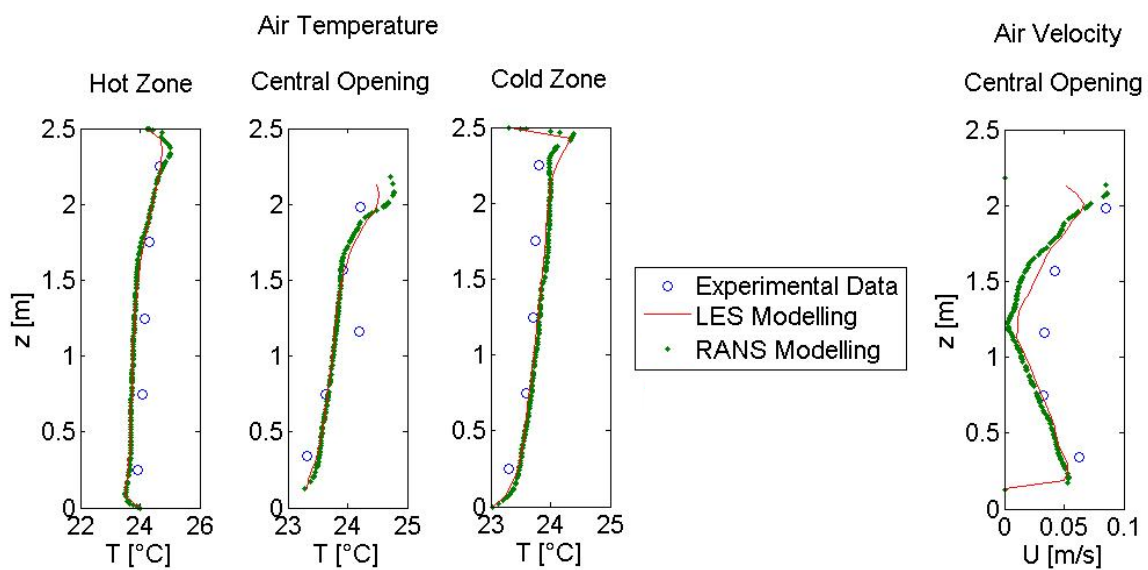 Air Temperature
Air Velocity
Hot Zone
Central Opening
Cold Zone
Central Opening
2.5
2
1.5
1
0.5
0
z [m]
22
24
26
T [°C]
2.5
2
1.5
1
0.5
0
23
24
25
T [°C]
2.5
2
1.5
1
0.5
0
23
24
25
T [°C]
Experimental Data
LES Modelling
RANS Modelling
2.5
2
1.5
1
0.5
0
z [m]
0
0.05
0.1
U [m/s]